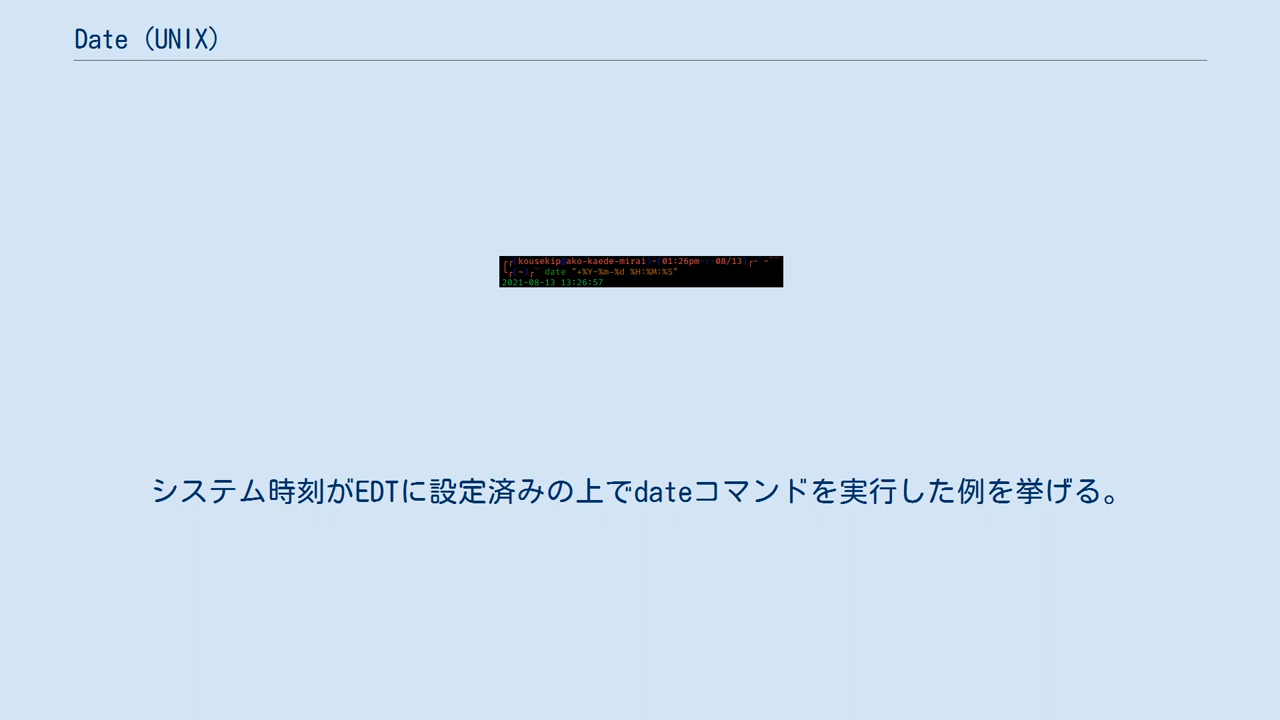 Date (UNIX)
kousekip@ako-kaede-mirai 01:26pm 08/13
~ date "+%Y-%m-%d %H:%M:%S"
2021-08-13 13:26:57
システム時刻がEDTに設定済みの上でdateコマンドを実行した例を挙げる。